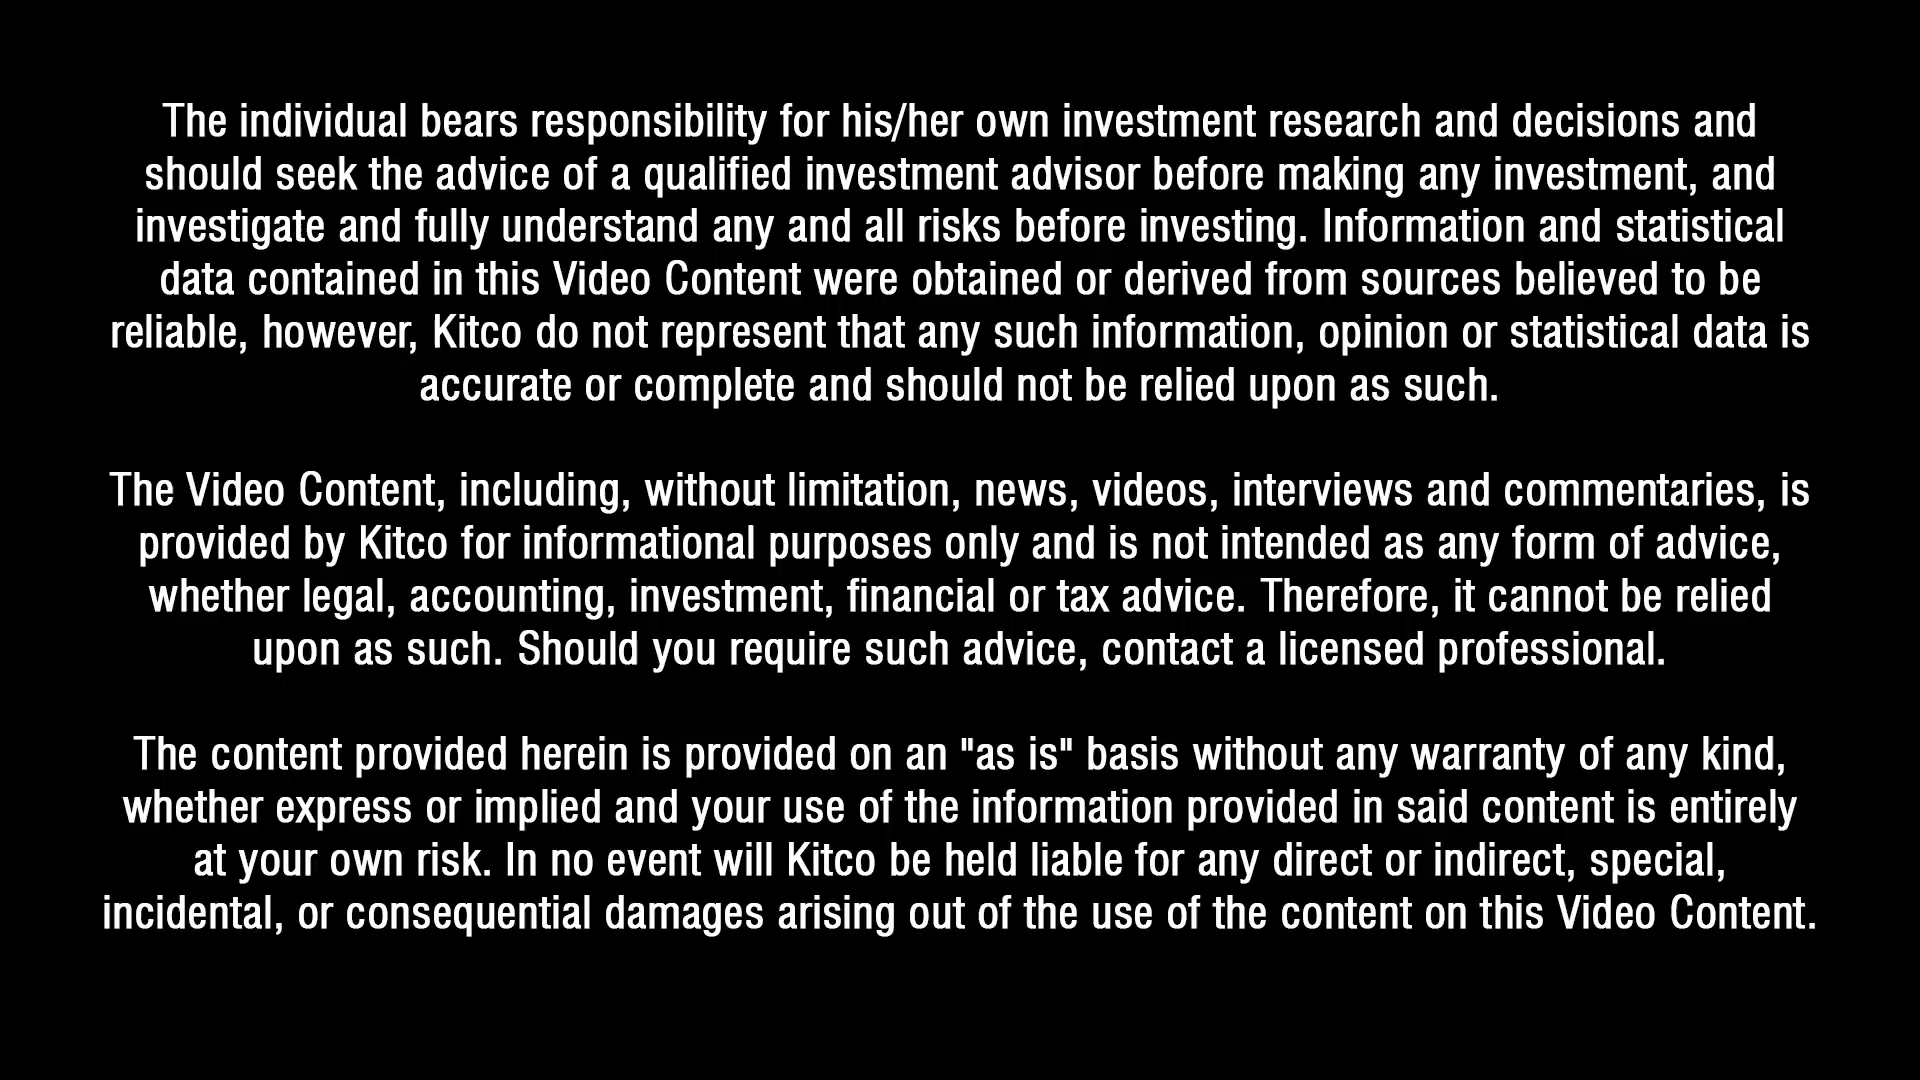 The individual bears responsibility for his/her own investment research and decisions and
should seek the advice of a qualified investment advisor before making any investment, and
investigate and fully understand any and all risks before investing. Information and statistical
data contained in this Video Content were obtained or derived from sources believed to be
reliable, however, Kitco do not represent that any such information, opinion or statistical data is
accurate or complete and should not be relied upon as such.
The Video Content, including, without limitation, news, videos, interviews and commentaries, is
provided by Kitco for informational purposes only and is not intended as any form of advice,
whether legal, accounting, investment, financial or tax advice. Therefore, it cannot be relied
upon as such. Should you require such advice, contact a licensed professional.
The content provided herein is provided on an "as is" basis without any warranty of any kind,
whether express or implied and your use of the information provided in said content is entirely
at your own risk. In no event will Kitco be held liable for any direct or indirect, special,
incidental, or consequential damages arising out of the use of the content on this Video Content.